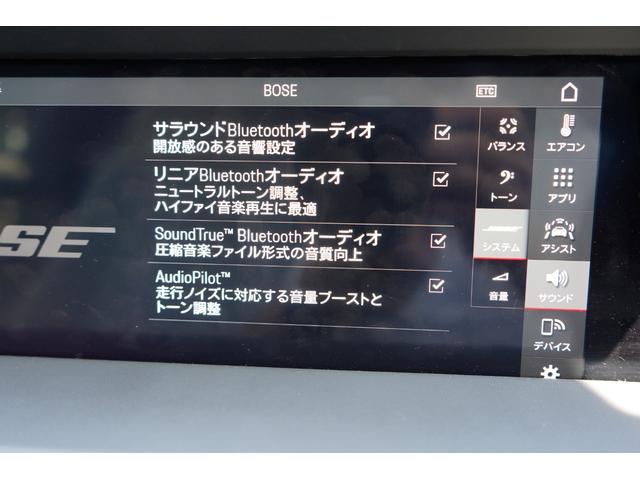 BOSE
ETC
サラウンドBluetoothオーディオ
開放感のある音響設定
リニアBluetoothオーディオ
ニュートラルトーン調整、
ハイファイ音楽再生に最適
SoundTrue™ Bluetoothオーディオ
圧縮音楽ファイル形式の音質向上
AudioPilot™
走行ノイズに対応する音量ブーストと
トーン調整
SE
バランス
トーン
システム
音量
エアコン
アプリ
アシスト
サウンド
デバイス